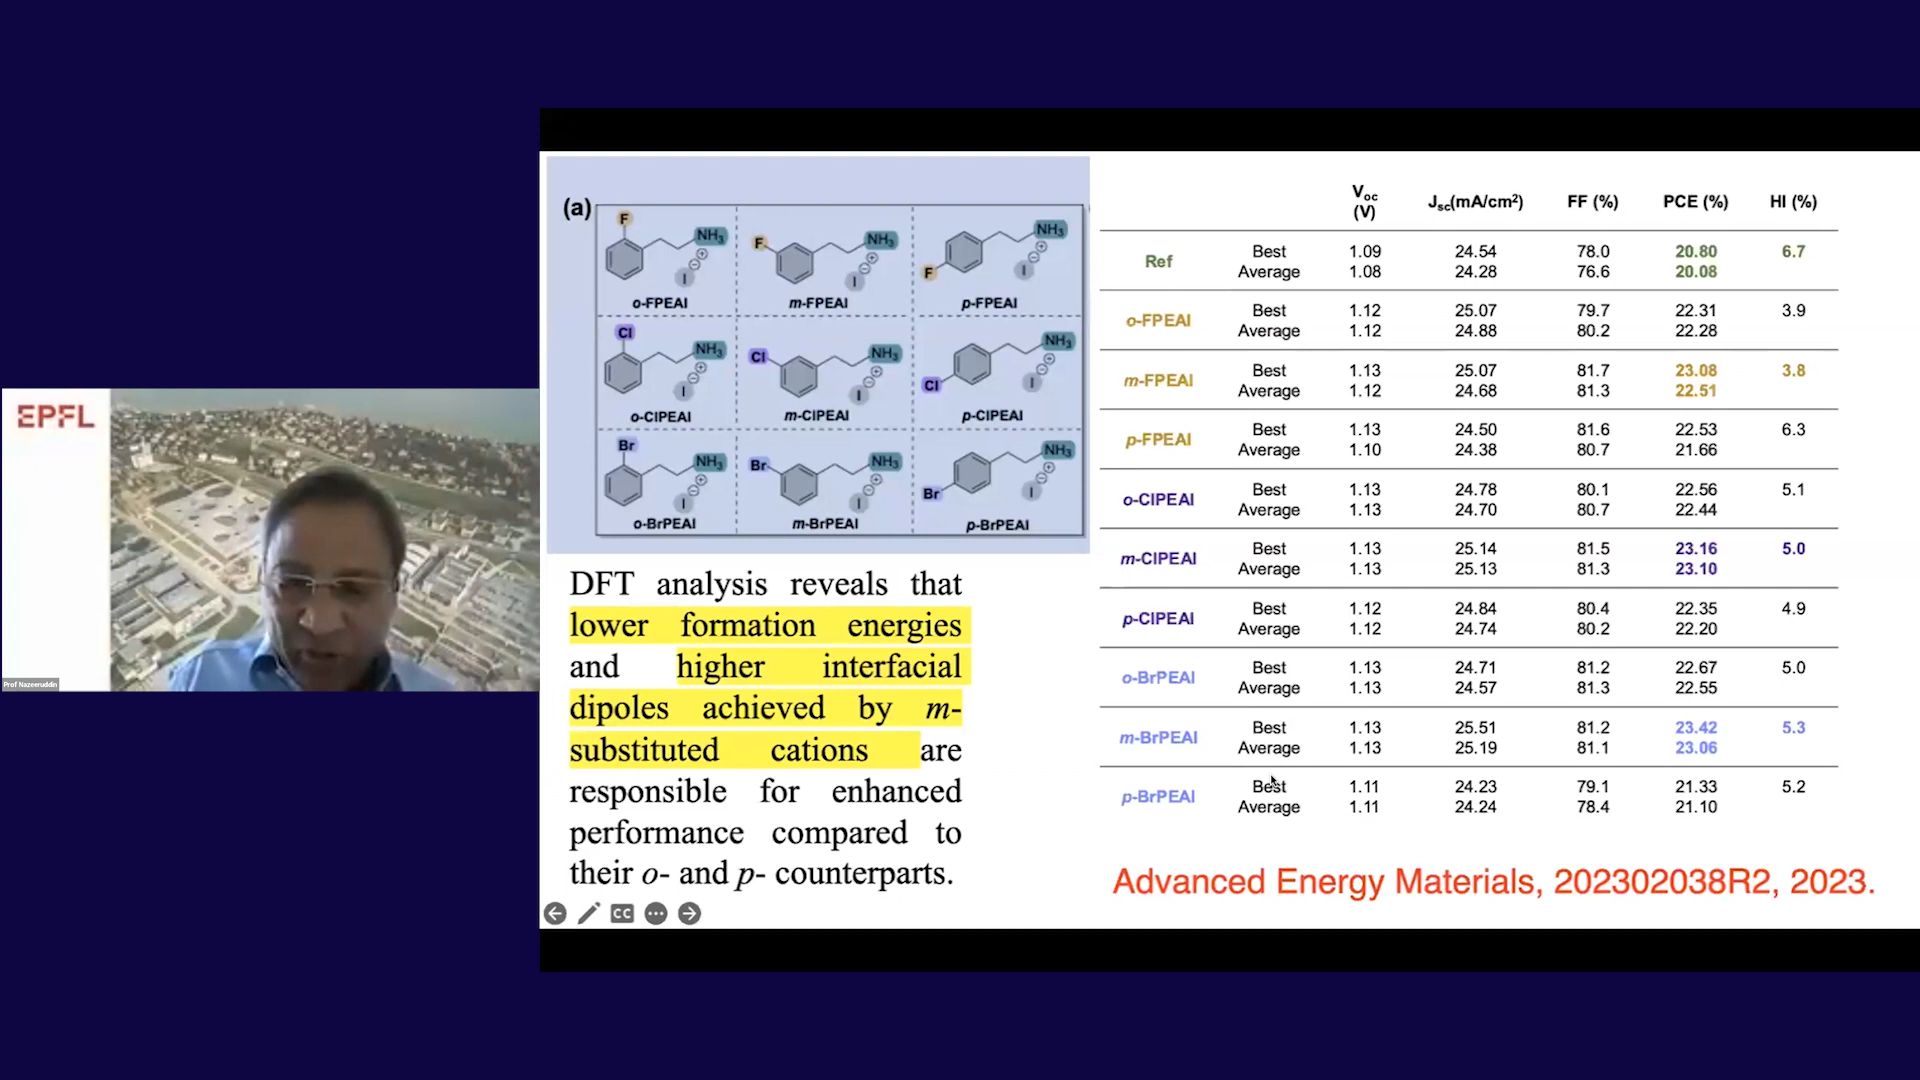 EPFL
Prof Nazeeruddin
(a)
F NH₃ I
o-FPEAI
F NH₃ I
m-FPEAI
F NH₃ I
p-FPEAI
Cl NH₃ I
o-ClPEAI
Cl NH₃ I
m-ClPEAI
Cl NH₃ I
p-ClPEAI
Br NH₃ I
o-BrPEAI
Br NH₃ I
m-BrPEAI
Br NH₃ I
p-BrPEAI
DFT analysis reveals that
lower formation energies
and higher interfacial
dipoles achieved by m-
substituted cations are
responsible for enhanced
performance compared to
their o- and p- counterparts.
CC
Voc (V) Jsc(mA/cm²) FF (%) PCE (%) HI (%)
Ref Best 1.09 24.54 78.0 20.80 6.7
Average 1.08 24.28 76.6 20.08
o-FPEAI Best 1.12 25.07 79.7 22.31 3.9
Average 1.12 24.88 80.2 22.28
m-FPEAI Best 1.13 25.07 81.7 23.08 3.8
Average 1.12 24.68 81.3 22.51
p-FPEAI Best 1.13 24.50 81.6 22.53 6.3
Average 1.10 24.38 80.7 21.66
o-ClPEAI Best 1.13 24.78 80.1 22.56 5.1
Average 1.13 24.70 80.7 22.44
m-ClPEAI Best 1.13 25.14 81.5 23.16 5.0
Average 1.13 25.13 81.3 23.10
p-ClPEAI Best 1.12 24.84 80.4 22.35 4.9
Average 1.12 24.74 80.2 22.20
o-BrPEAI Best 1.13 24.71 81.2 22.67 5.0
Average 1.13 24.57 81.3 22.55
m-BrPEAI Best 1.13 25.51 81.2 23.42 5.3
Average 1.13 25.19 81.1 23.06
p-BrPEAI Best 1.11 24.23 79.1 21.33 5.2
Average 1.11 24.24 78.4 21.10
Advanced Energy Materials, 202302038R2, 2023.